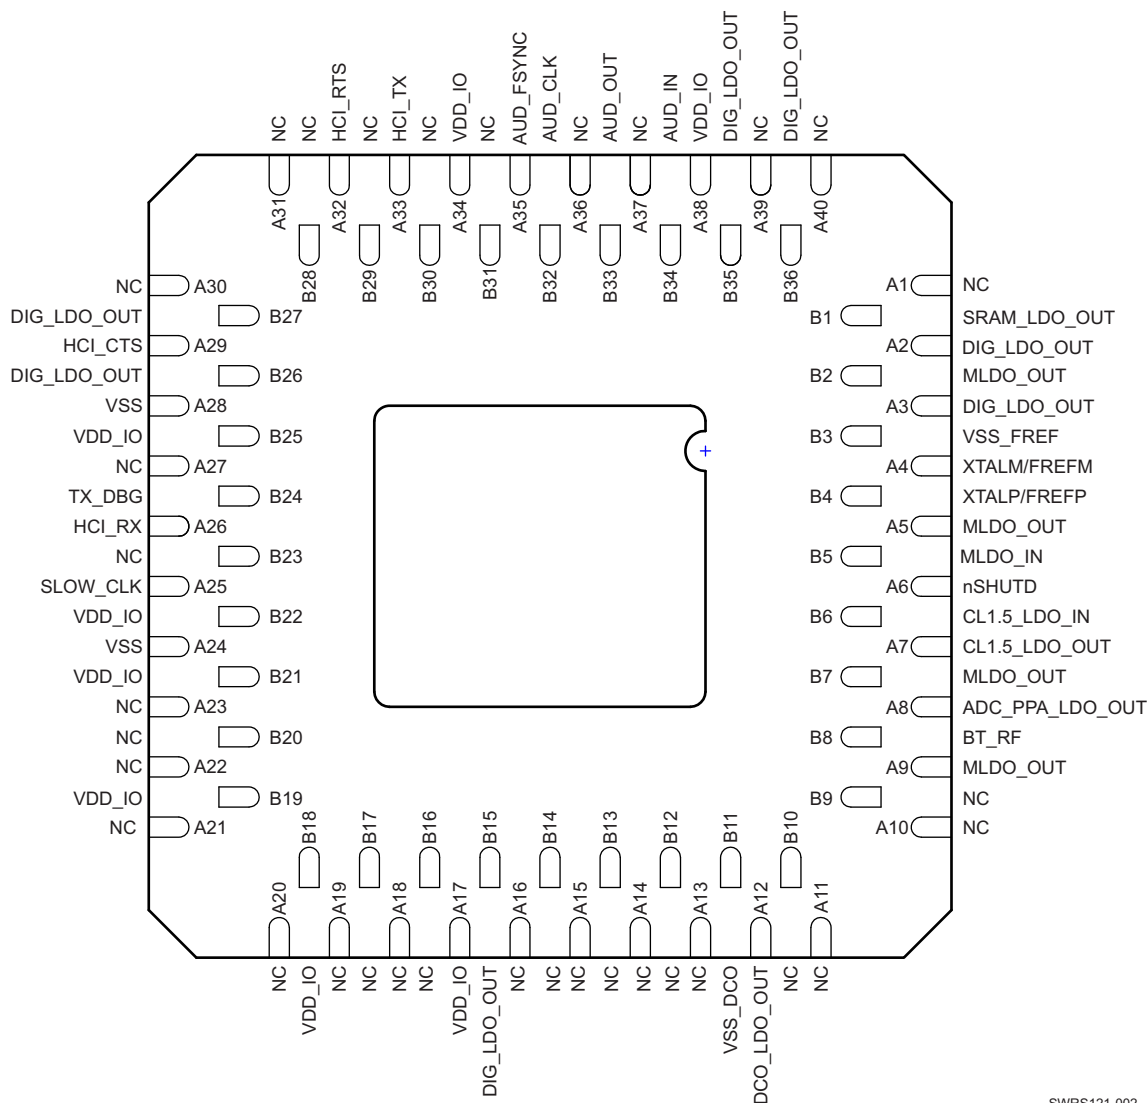 NC
NC
HCI_RTS
NC
HCI_TX
NC
VDD_IO
NC
AUD_FSYNC
AUD_CLK
NC
AUD_OUT
NC
AUD_IN
VDD_IO
DIG_LDO_OUT
NC
DIG_LDO_OUT
NC
A31
A32
A33
A34
A35
A36
A37
A38
A39
A40
B28
B29
B30
B31
B32
B33
B34
B35
B36
NC A30
DIG_LDO_OUT B27
HCI_CTS A29
DIG_LDO_OUT B26
VSS A28
VDD_IO B25
NC A27
TX_DBG B24
HCI_RX A26
NC B23
SLOW_CLK A25
VDD_IO B22
VSS A24
VDD_IO B21
NC A23
NC B20
NC A22
VDD_IO B19
NC A21
A1 NC
B1 SRAM_LDO_OUT
A2 DIG_LDO_OUT
B2 MLDO_OUT
A3 DIG_LDO_OUT
B3 VSS_FREF
A4 XTALM/FREFM
B4 XTALP/FREFP
A5 MLDO_OUT
B5 MLDO_IN
A6 nSHUTD
B6 CL1.5_LDO_IN
A7 CL1.5_LDO_OUT
B7 MLDO_OUT
A8 ADC_PPA_LDO_OUT
B8 BT_RF
A9 MLDO_OUT
B9 NC
A10 NC
B18
B17
B16
B15
B14
B13
B12
B11
B10
A20
A19
A18
A17
A16
A15
A14
A13
A12
A11
NC
VDD_IO
NC
NC
NC
VDD_IO
DIG_LDO_OUT
NC
NC
NC
NC
NC
NC
NC
VSS_DCO
DCO_LDO_OUT
NC
NC
SWRS121-002